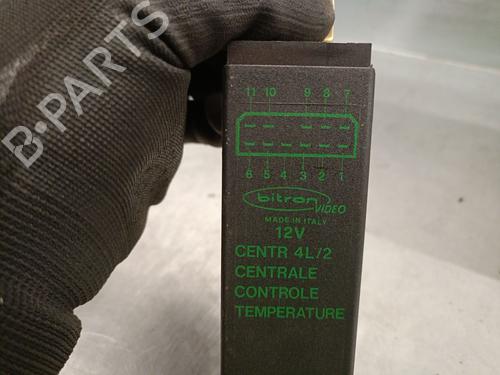 11 10 9 8 7
6 5 4 3 2 1
bitron VIDEO
MADE IN ITALY
12V
CENTR 4L/2
CENTRALE
CONTROLE
TEMPERATURE
B-PARTS